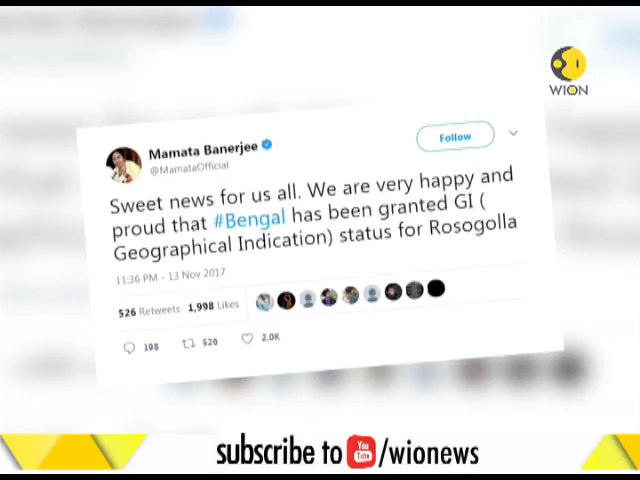 WION
Mamata Banerjee
@MamataOfficial
Follow
Sweet news for us all. We are very happy and
proud that #Bengal has been granted GI (
Geographical Indication) status for Rosogolla
11:36 PM - 13 Nov 2017
526 Retweets 1,998 Likes
198 526 2.0K
subscribe to You Tube /wionews